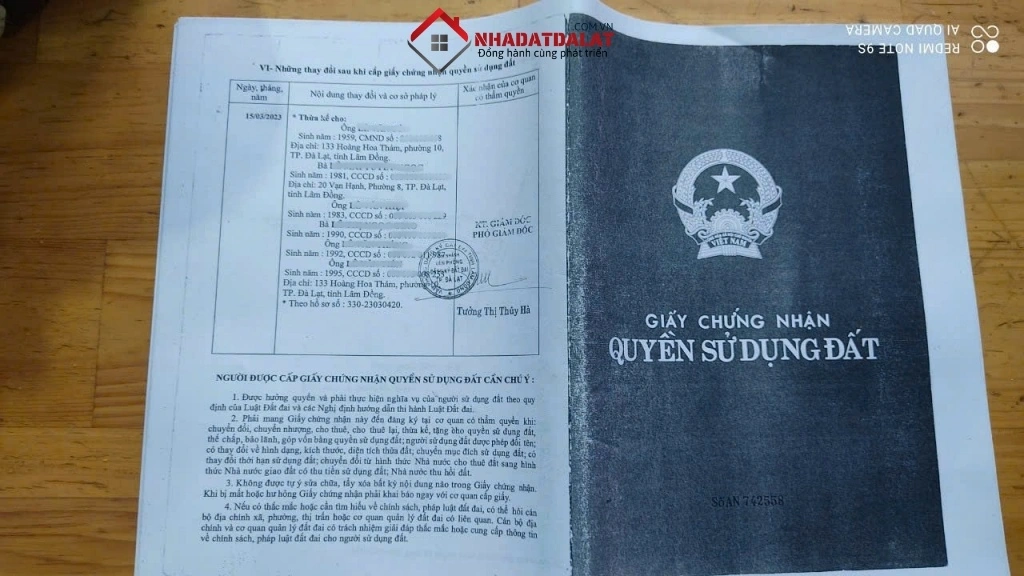 .COM.VN
NHADATDALAT
Đồng hành cùng phát triển
REDMI NOTE 9S
AI QUAD CAMERA
VI- Những thay đổi sau khi cấp giấy chứng nhận quyền sử dụng đất
Ngày, tháng, năm
Nội dung thay đổi và cơ sở pháp lý
Xác nhận của cơ quan có thẩm quyền
15/03/2023
* Thừa kế cho:
Ông
Sinh năm : 1959, CMND số :
Địa chỉ: 133 Hoàng Hoa Thám, phường 10,
TP. Đà Lạt, tỉnh Lâm Đồng.
Bà
Sinh năm : 1981, CCCD số :
Địa chỉ: 20 Vạn Hạnh, Phường 8, TP. Đà Lạt,
tỉnh Lâm Đồng.
Ông
Sinh năm : 1983, CCCD số :
Bà
Sinh năm : 1990, CCCD số :
Ông
Sinh năm : 1992, CCCD số :
Ông
Sinh năm : 1995, CCCD số :
Địa chỉ: 133 Hoàng Hoa Thám, phường
TP. Đà Lạt, tỉnh Lâm Đồng.
* Theo hồ sơ số : 330-23030420.
KT. GIÁM ĐỐC
PHÓ GIÁM ĐỐC
Tưởng Thị Thúy Hà
NGƯỜI ĐƯỢC CẤP GIẤY CHỨNG NHẬN QUYỀN SỬ DỤNG ĐẤT CẦN CHÚ Ý :
1. Được hưởng quyền và phải thực hiện nghĩa vụ của người sử dụng đất theo quy
định của Luật Đất đai và các Nghị định hướng dẫn thi hành Luật Đất đai.
2. Phải mang Giấy chứng nhận này đến đăng ký tại cơ quan có thẩm quyền khi:
chuyển đổi, chuyển nhượng, cho thuê, cho thuê lại, thừa kế, tặng cho quyền sử dụng đất,
thế chấp, bảo lãnh, góp vốn bằng quyền sử dụng đất; người sử dụng đất được phép đổi tên;
có thay đổi về hình dạng, kích thước, diện tích thửa đất; chuyển mục đích sử dụng đất; có
thay đổi thời hạn sử dụng đất; chuyển đổi từ hình thức Nhà nước cho thuê đất sang hình
thức Nhà nước giao đất có thu tiền sử dụng đất; Nhà nước thu hồi đất.
3. Không được tự ý sửa chữa, tẩy xóa bất kỳ nội dung nào trong Giấy chứng nhận.
Khi bị mất hoặc hư hỏng Giấy chứng nhận phải khai báo ngay với cơ quan cấp giấy.
4. Nếu có thắc mắc hoặc cần tìm hiểu về chính sách, pháp luật đất đai, có thể hỏi cán
bộ địa chính xã, phường, thị trấn hoặc cơ quan quản lý đất đai có liên quan. Cán bộ địa
chính và cơ quan quản lý đất đai có trách nhiệm giải đáp thắc mắc hoặc cung cấp thông tin
về chính sách, pháp luật đất đai cho người sử dụng đất.
VIỆT NAM
GIẤY CHỨNG NHẬN
QUYỀN SỬ DỤNG ĐẤT
Số AN 742558